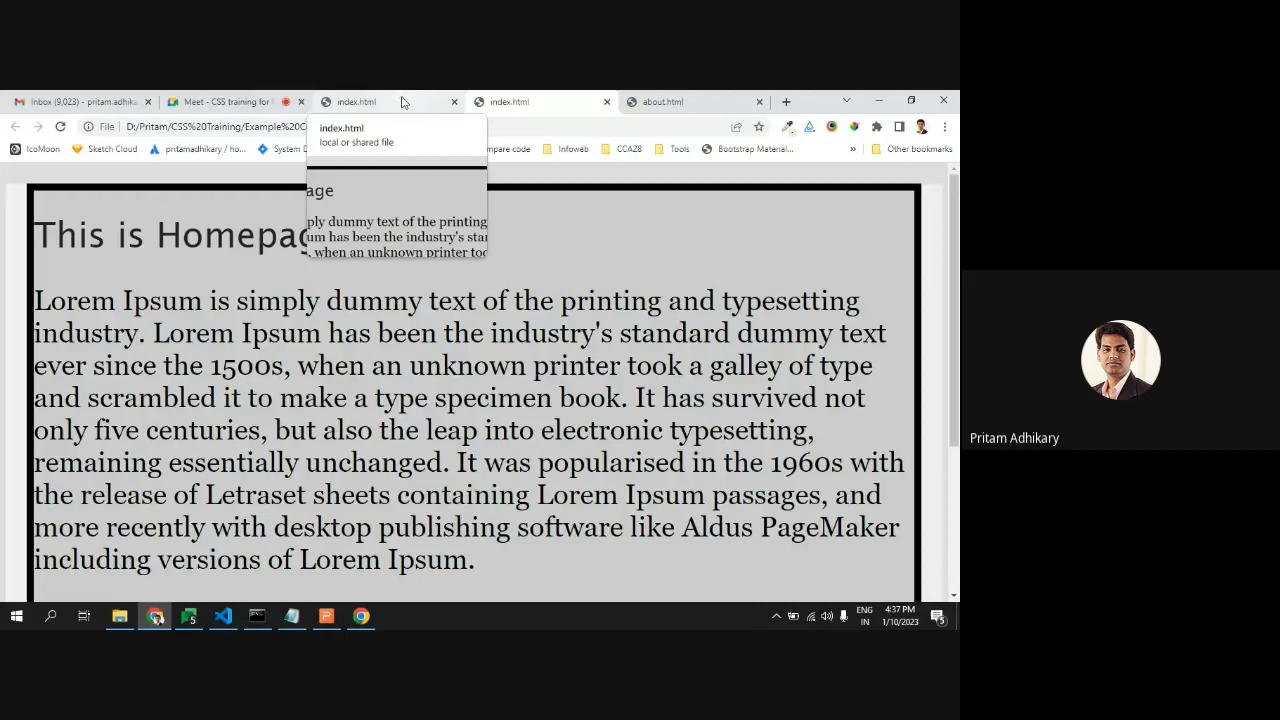 Inbox (9,023) - pritam.adhika
Meet - CSS training for
index.html
index.html
about.html
File
D:/Pritam/CSS%20Training/Example%20C
IcoMoon
Sketch Cloud
pritamadhikary / ho...
System D
mpare code
Infoweb
CCA28
Tools
Bootstrap Material...
»
Other bookmarks
index.html
local or shared file
age
ply dummy text of the printing
um has been the industry's sta
, when an unknown printer too
This is Homepag
Lorem Ipsum is simply dummy text of the printing and typesetting
industry. Lorem Ipsum has been the industry's standard dummy text
ever since the 1500s, when an unknown printer took a galley of type
and scrambled it to make a type specimen book. It has survived not
only five centuries, but also the leap into electronic typesetting,
remaining essentially unchanged. It was popularised in the 1960s with
the release of Letraset sheets containing Lorem Ipsum passages, and
more recently with desktop publishing software like Aldus PageMaker
including versions of Lorem Ipsum.
Pritam Adhikary
ENG
IN
4:37 PM
1/10/2023
5
5